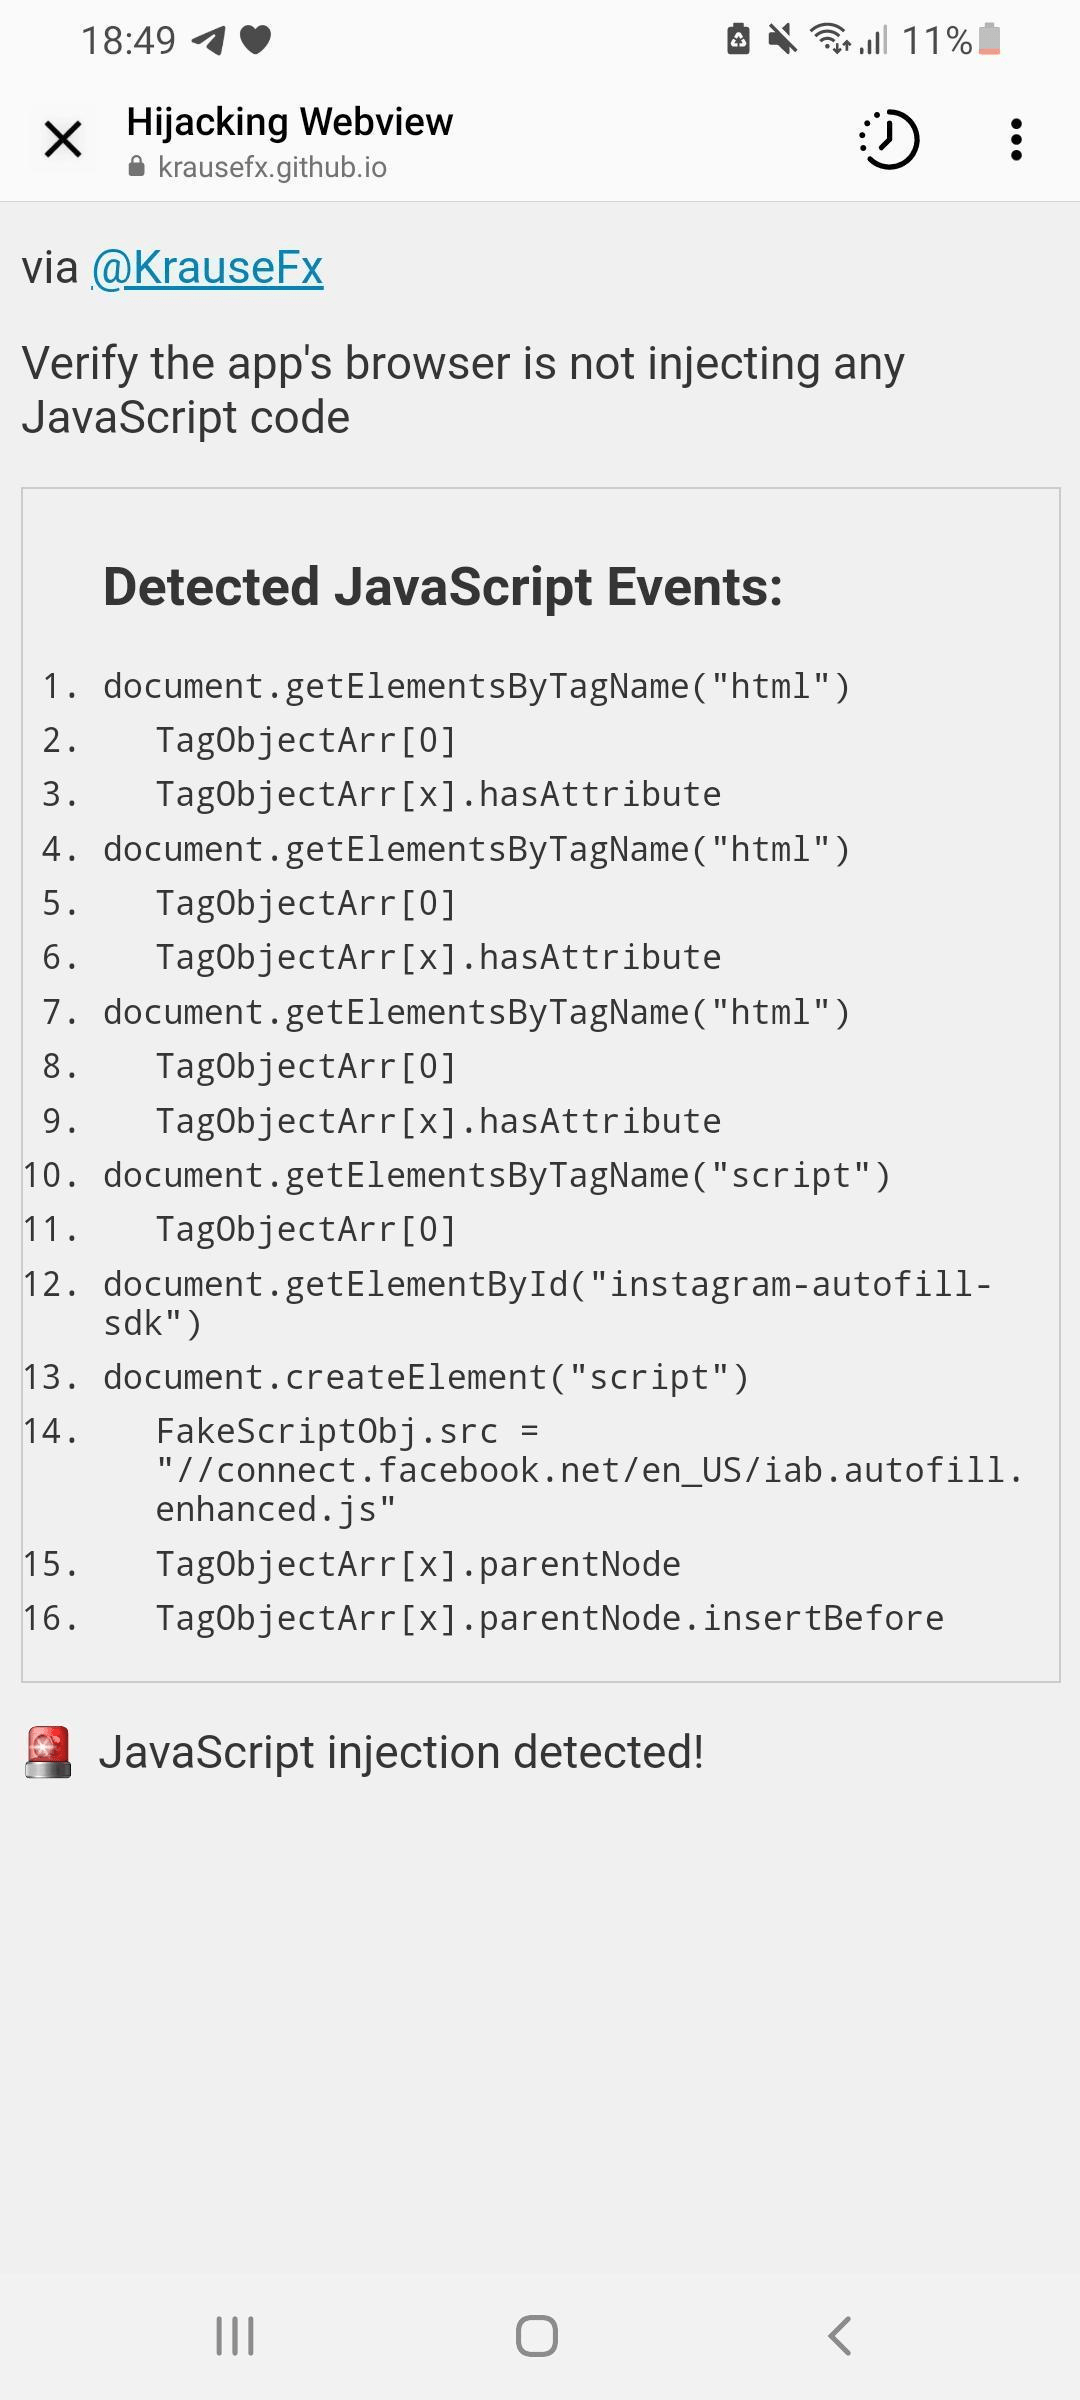 18:49
11%
Hijacking Webview
krausefx.github.io
via @KrauseFx
Verify the app's browser is not injecting any
JavaScript code
Detected JavaScript Events:
1. document.getElementsByTagName("html")
2. TagObjectArr[0]
3. TagObjectArr[x].hasAttribute
4. document.getElementsByTagName("html")
5. TagObjectArr[0]
6. TagObjectArr[x].hasAttribute
7. document.getElementsByTagName("html")
8. TagObjectArr[0]
9. TagObjectArr[x].hasAttribute
10. document.getElementsByTagName("script")
11. TagObjectArr[0]
12. document.getElementById("instagram-autofill-
sdk")
13. document.createElement("script")
14. FakeScriptObj.src =
"//connect.facebook.net/en_US/iab.autofill.
enhanced.js"
15. TagObjectArr[x].parentNode
16. TagObjectArr[x].parentNode.insertBefore
JavaScript injection detected!